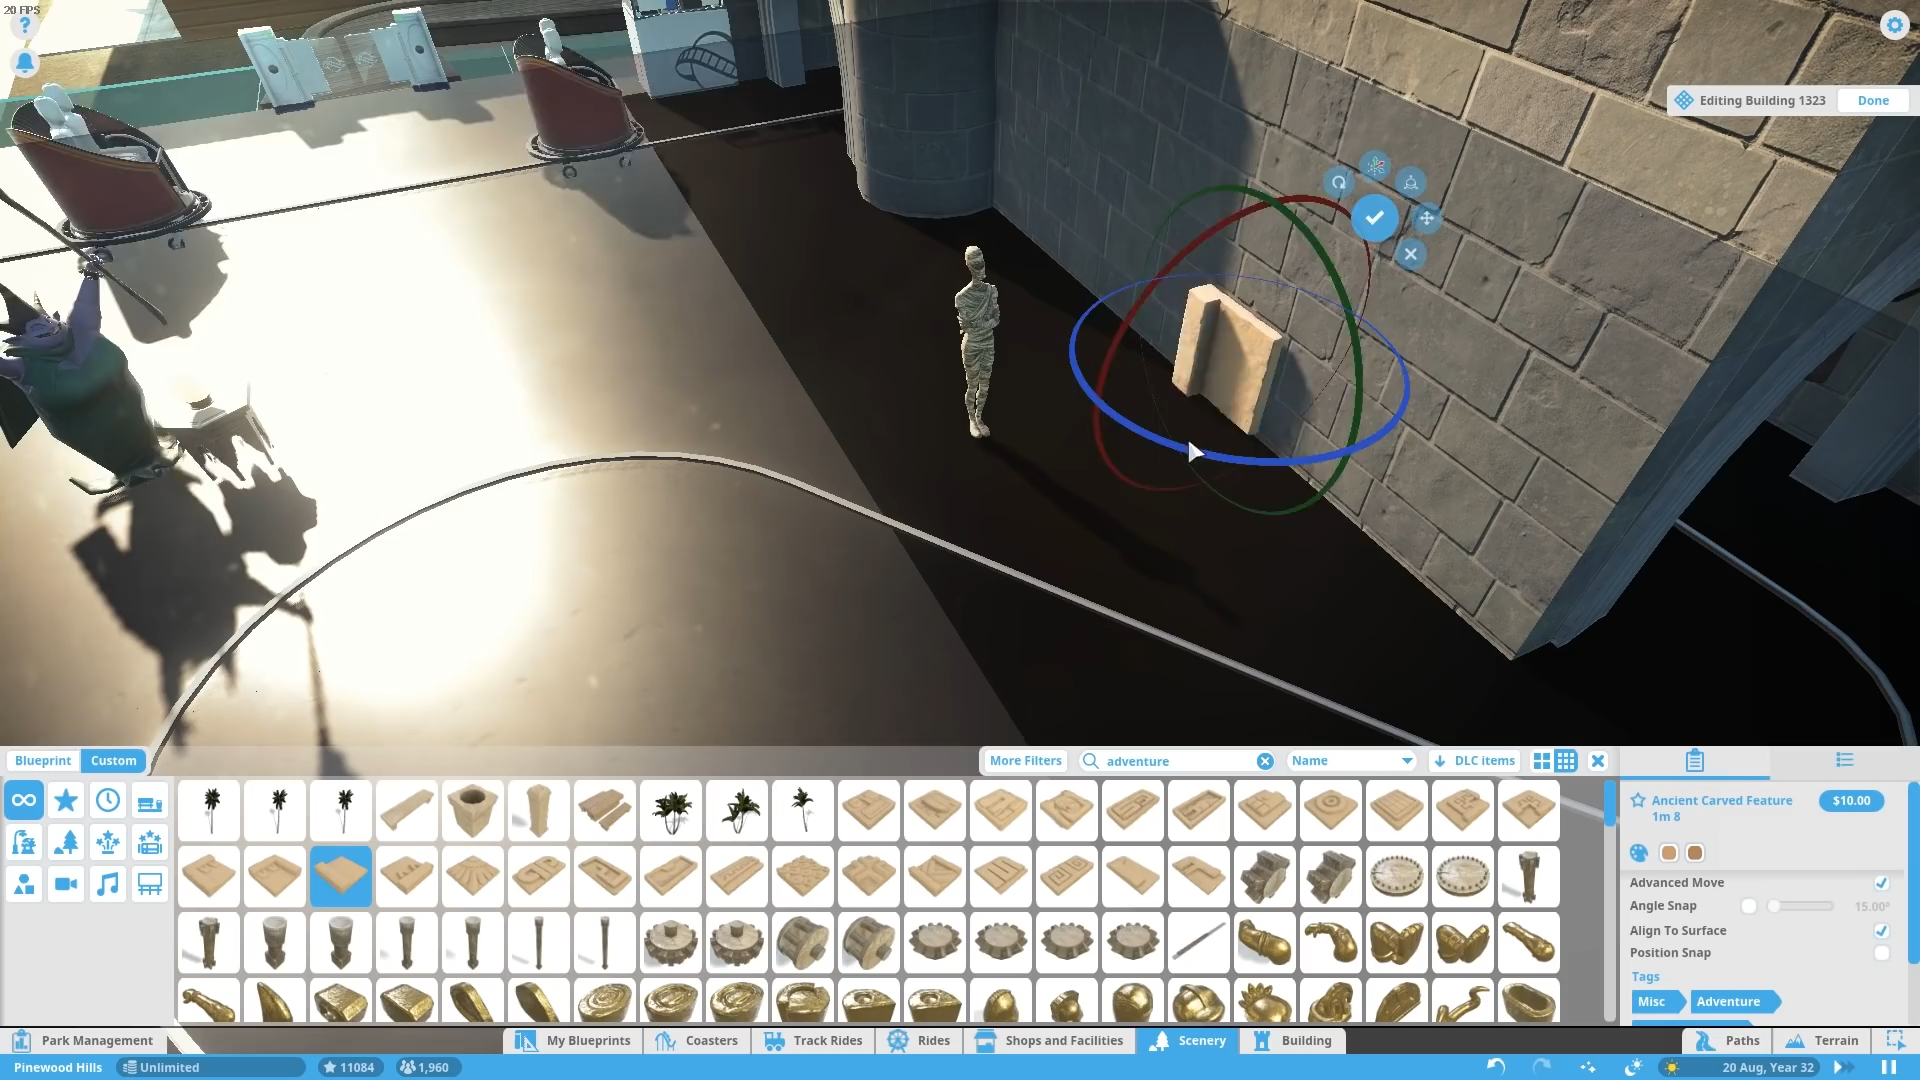 20 FPS
?
Editing Building 1323
Done
Blueprint
Custom
More Filters
adventure
Name
DLC items
Ancient Carved Feature
1m 8
$10.00
Advanced Move
Angle Snap
15.00°
Align To Surface
Position Snap
Tags
Misc
Adventure
Park Management
My Blueprints
Coasters
Track Rides
Rides
Shops and Facilities
Scenery
Building
Paths
Terrain
Pinewood Hills
Unlimited
11084
1,960
20 Aug, Year 32